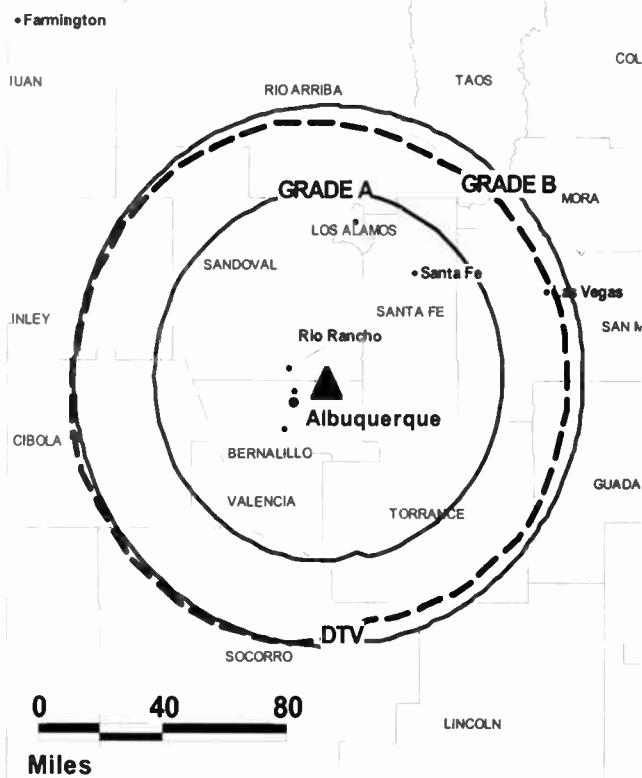 Farmington
COL
JUAN
TAOS
RIO ARRIBA
GRADE A
GRADE B
MORA
LOS ALAMOS
SANDOVAL
Santa Fe
Las Vegas
SANTA FE
INLEY
SAN M
Rio Rancho
Albuquerque
CIBOLA
BERNALILLO
GUADA
VALENCIA
TORRANCE
DTV
SOCORRO
0 40 80
LINCOLN
Miles